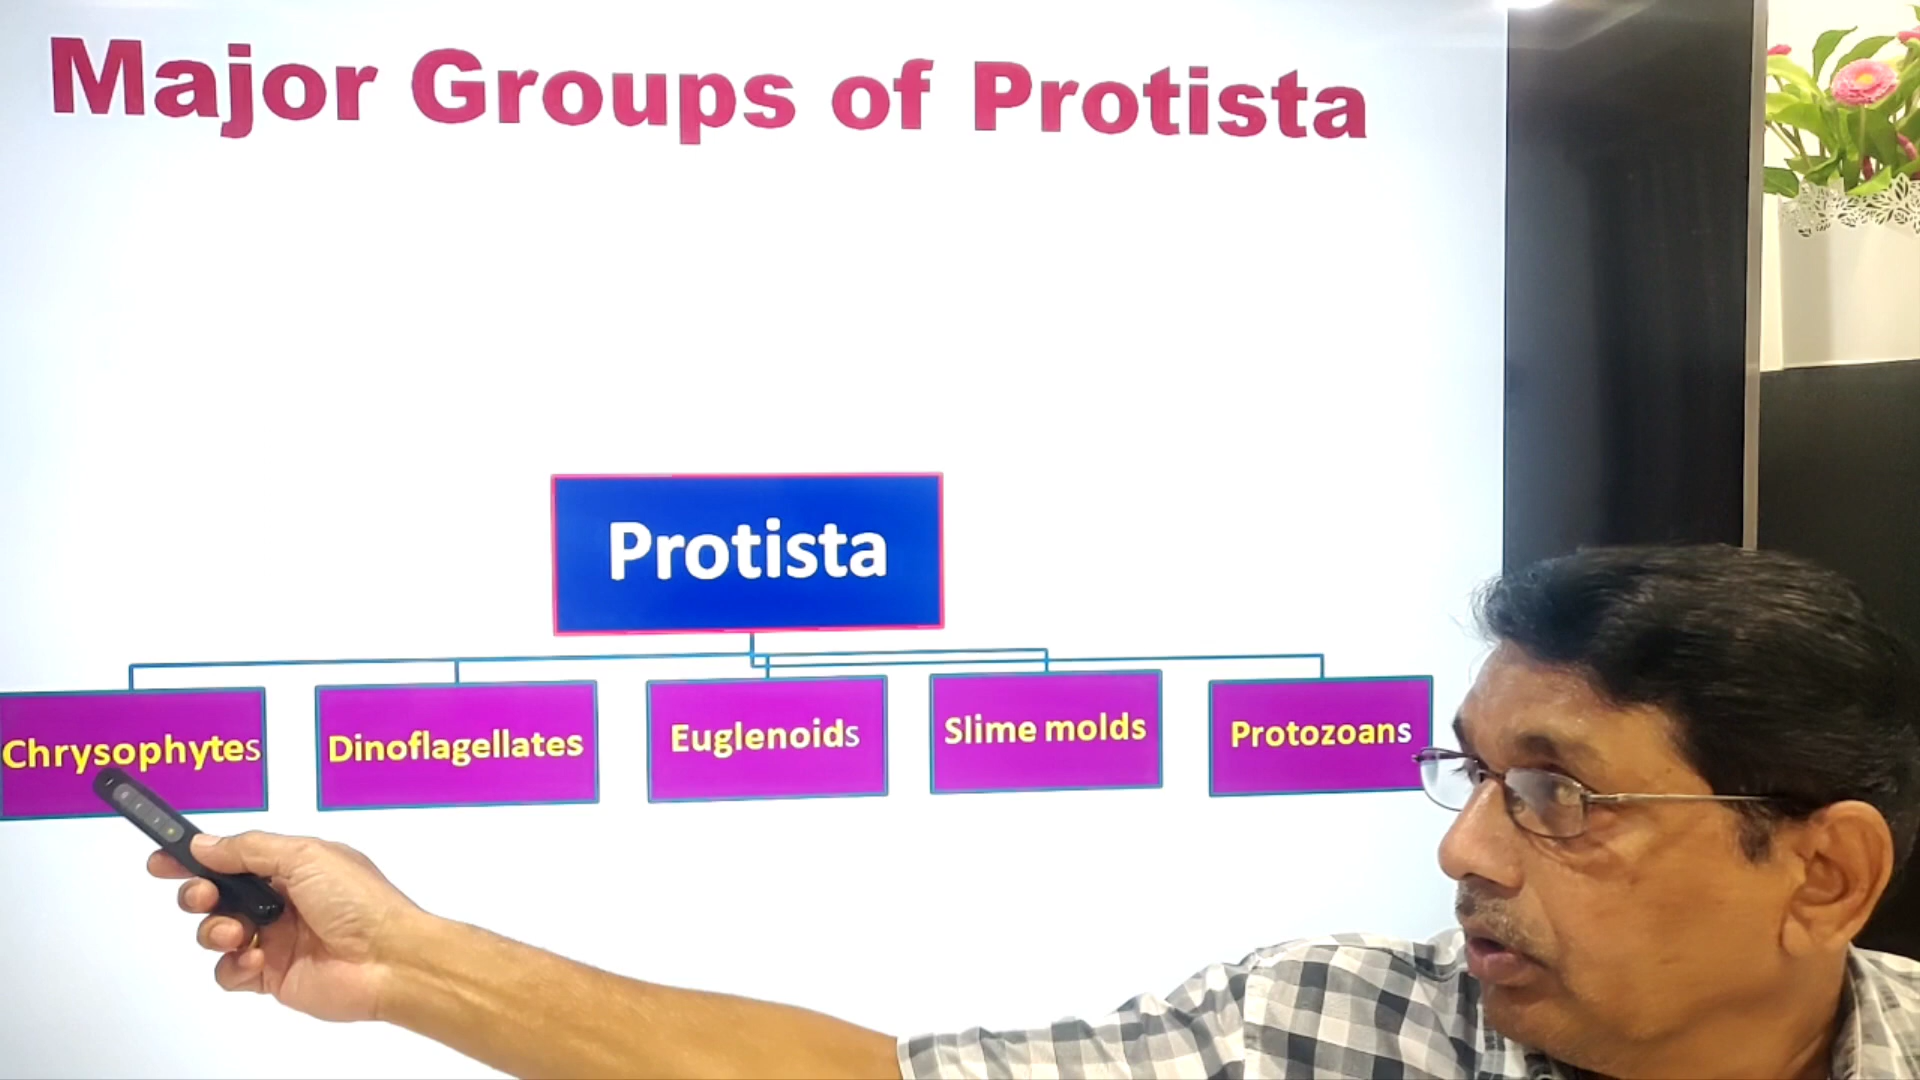 Major Groups of Protista
Protista
Chrysophytes
Dinoflagellates
Euglenoids
Slime molds
Protozoans